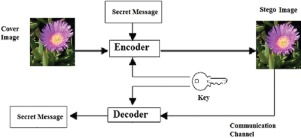 Secret Message
Stego Image
Cover
Image
Encoder
Key
Secret Message
Decoder
Communication
Channel